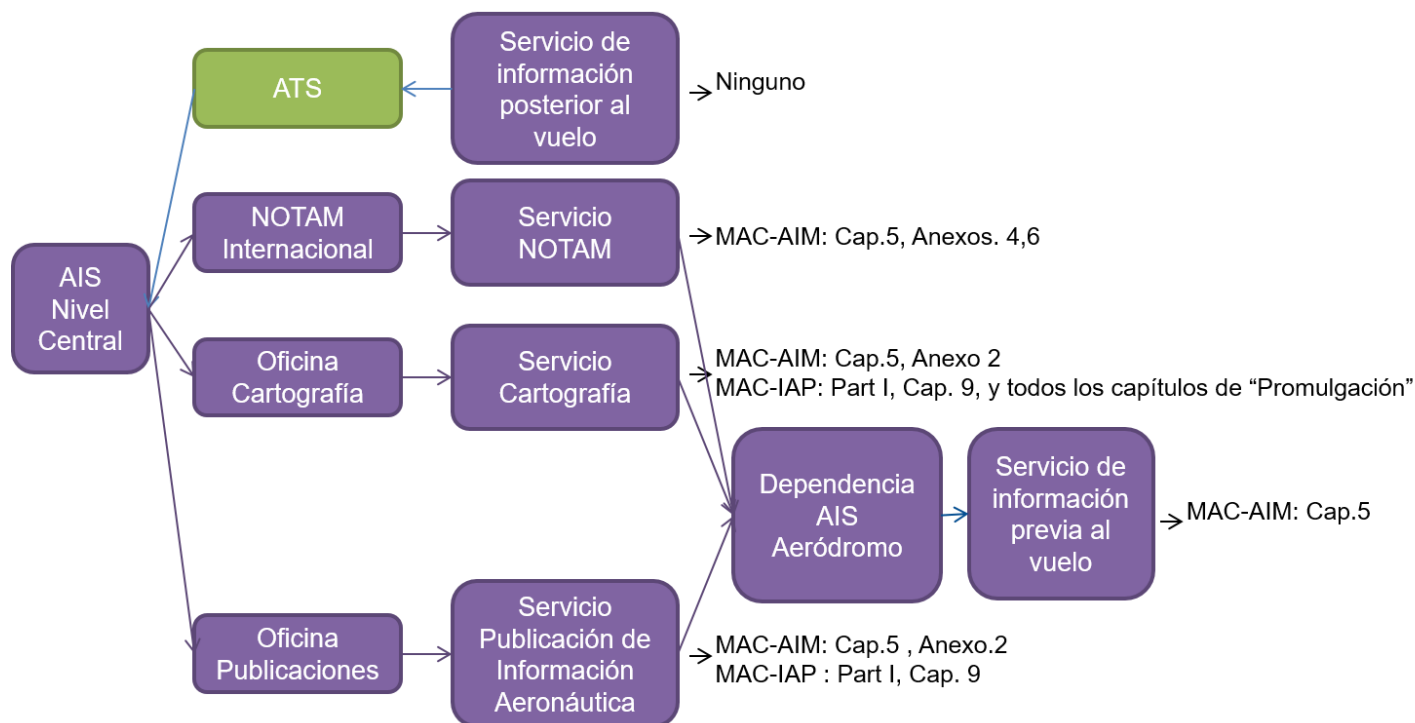 ATS
Servicio de
información
posterior al
vuelo
Ninguno
NOTAM
Internacional
Servicio
NOTAM
MAC-AIM: Cap.5, Anexos. 4,6
AIS
Nivel
Central
Oficina
Cartografía
Servicio
Cartografía
MAC-AIM: Cap.5, Anexo 2
MAC-IAP: Part I, Cap. 9, y todos los capítulos de “Promulgación”
Dependencia
AIS
Aeródromo
Servicio de
información
previa al
vuelo
MAC-AIM: Cap.5
Oficina
Publicaciones
Servicio
Publicación de
Información
Aeronáutica
MAC-AIM: Cap.5 , Anexo.2
MAC-IAP : Part I, Cap. 9